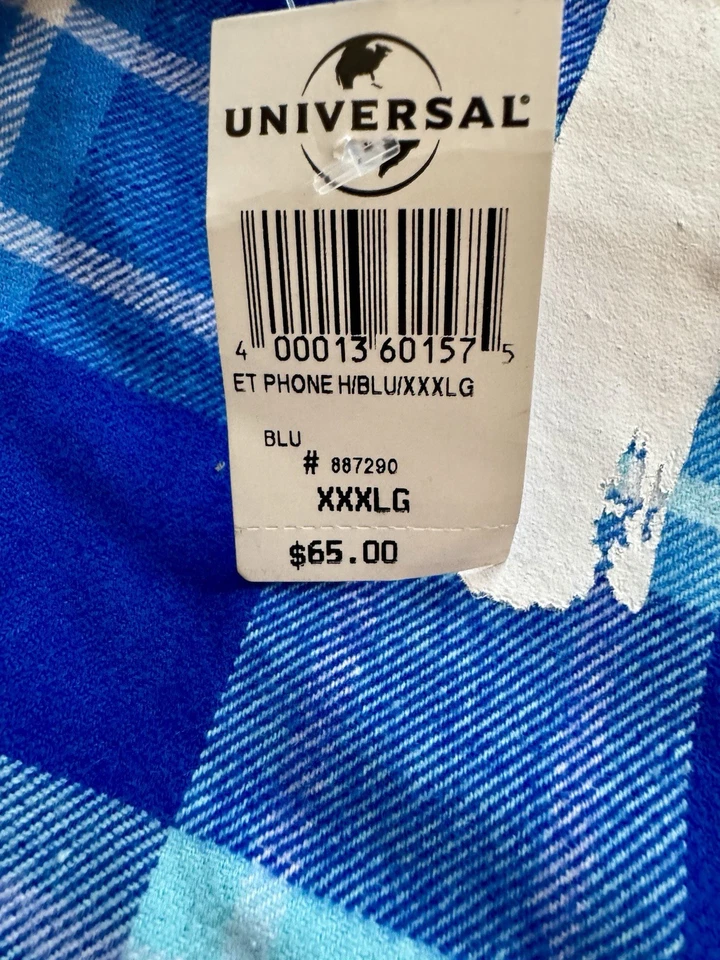 UNIVERSAL®
4 00013 60157 5
ET PHONE H/BLU/XXXLG
BLU
# 887290
XXXLG
$65.00